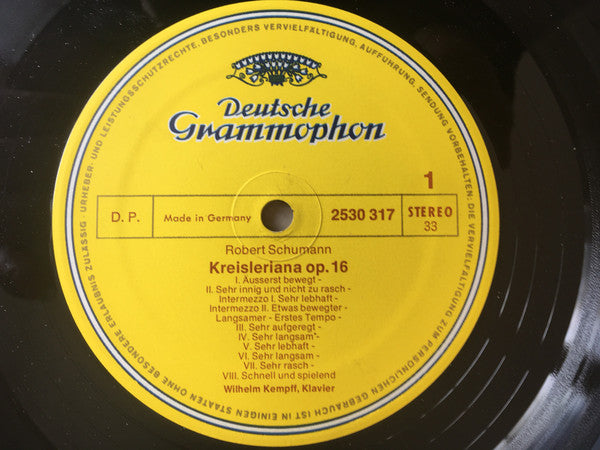 URHEBER- UND LEISTUNGSSCHUTZRECHTE, BESONDERS VERVIELFÄLTIGUNG, AUFFÜHRUNG, SENDUNG VORBEHALTEN; DIE VERVIELFÄLTIGUNG ZUM PERSÖNLICHEN GEBRAUCH IST IN EINIGEN STAATEN OHNE BESONDERE ERLAUBNIS ZULÄSSIG -
Deutsche
Grammophon
1
D. P. Made in Germany 2530 317 STEREO
33
Robert Schumann
Kreisleriana op. 16
I. Äusserst bewegt -
II. Sehr innig und nicht zu rasch -
Intermezzo I. Sehr lebhaft -
Intermezzo II. Etwas bewegter -
Langsamer - Erstes Tempo -
III. Sehr aufgeregt -
IV. Sehr langsam -
V. Sehr lebhaft -
VI. Sehr langsam -
VII. Sehr rasch -
VIII. Schnell und spielend
Wilhelm Kempff, Klavier